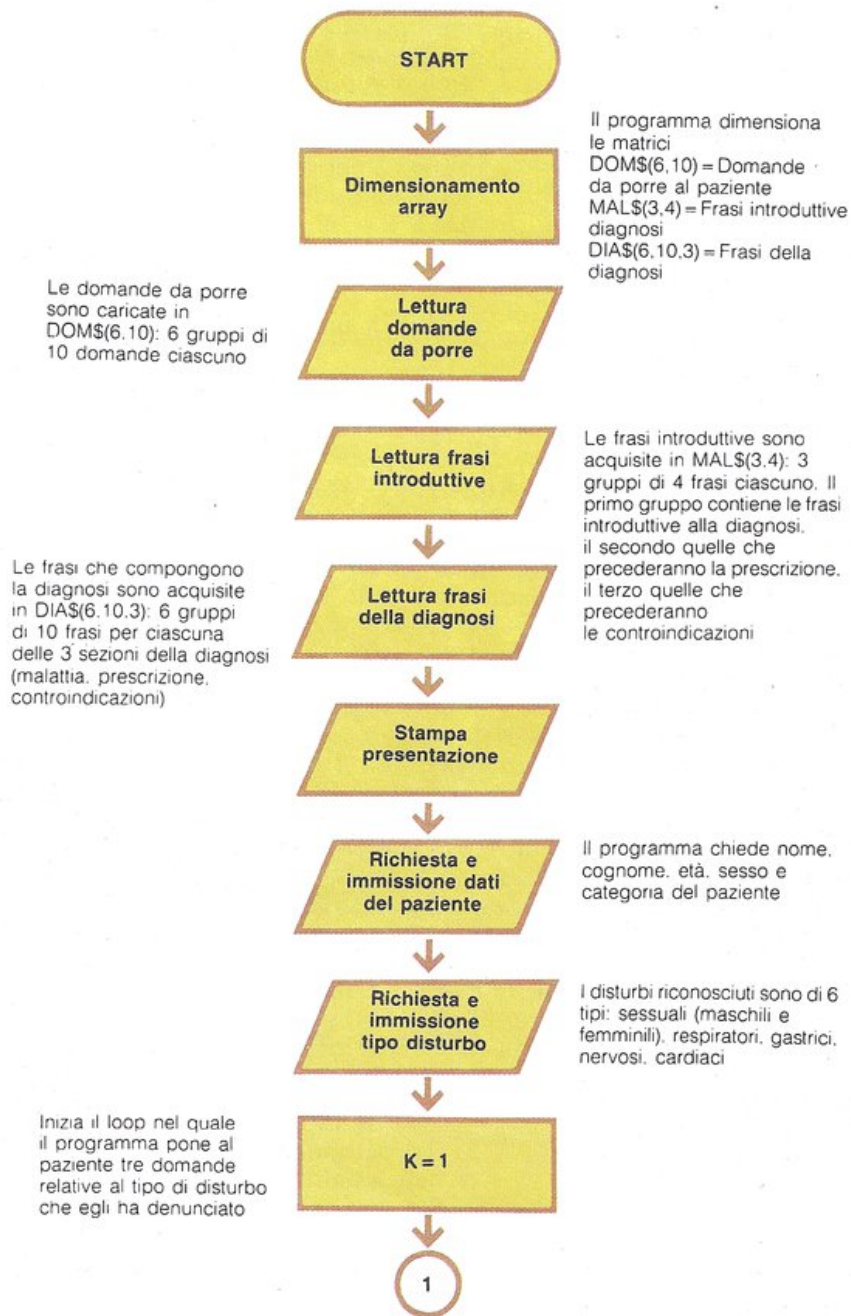 START
Il programma dimensiona
le matrici
DOM$(6,10) = Domande
da porre al paziente
MAL$(3,4) = Frasi introduttive
diagnosi
DIA$(6,10,3) = Frasi della
diagnosi
Dimensionamento
array
Le domande da porre
sono caricate in
DOM$(6,10): 6 gruppi di
10 domande ciascuno
Lettura
domande
da porre
Lettura frasi
introduttive
Le frasi introduttive sono
acquisite in MAL$(3,4): 3
gruppi di 4 frasi ciascuno. Il
primo gruppo contiene le frasi
introduttive alla diagnosi,
il secondo quelle che
precederanno la prescrizione,
il terzo quelle che
precederanno
le controindicazioni
Le frasi che compongono
la diagnosi sono acquisite
in DIA$(6,10,3): 6 gruppi
di 10 frasi per ciascuna
delle 3 sezioni della diagnosi
(malattia, prescrizione,
controindicazioni)
Lettura frasi
della diagnosi
Stampa
presentazione
Richiesta e
immissione dati
del paziente
Il programma chiede nome,
cognome, età, sesso e
categoria del paziente
Richiesta e
immissione
tipo disturbo
I disturbi riconosciuti sono di 6
tipi: sessuali (maschili e
femminili), respiratori, gastrici,
nervosi, cardiaci
Inizia il loop nel quale
il programma pone al
paziente tre domande
relative al tipo di disturbo
che egli ha denunciato
K = 1
1